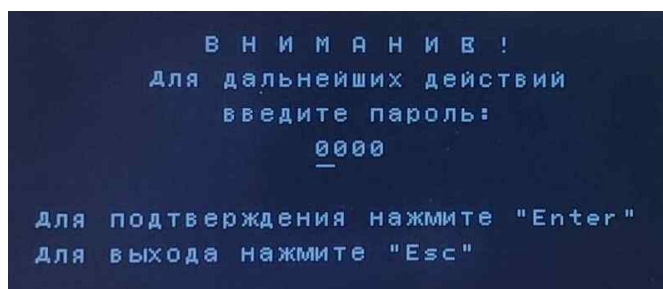 В Н И М А Н И Е !
Для дальнейших действий
введите пароль:
0000
Для подтверждения нажмите "Enter"
Для выхода нажмите "Esc"